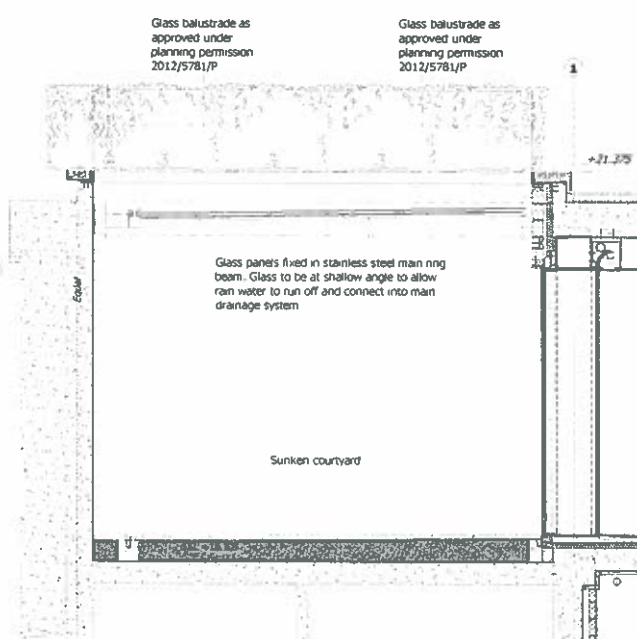 Glass balustrade as
approved under
planning permission
2012/5781/P
Glass balustrade as
approved under
planning permission
2012/5781/P
1
+21.375
Glass panels fixed in stainless steel main ring
beam. Glass to be at shallow angle to allow
rain water to run off and connect into main
drainage system
Sunken courtyard